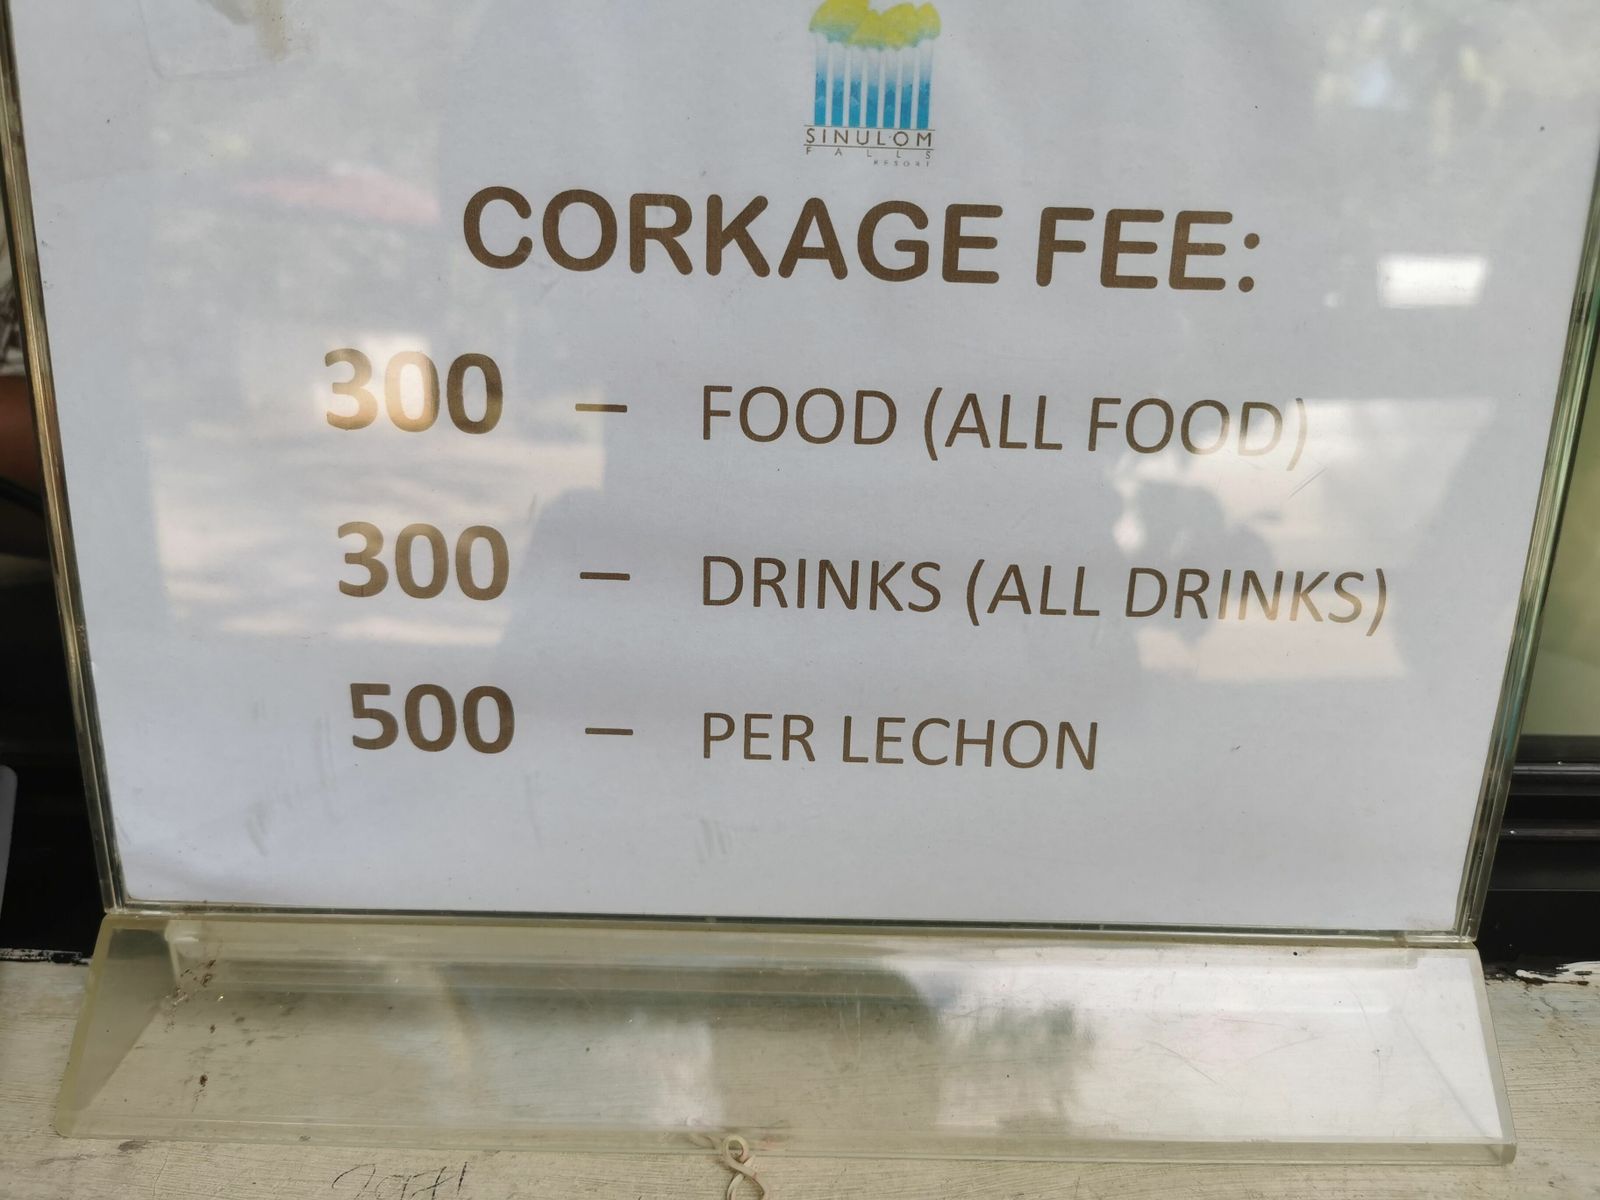 SINULOM
FALLS
RESORT
CORKAGE FEE:
300 – FOOD (ALL FOOD)
300 – DRINKS (ALL DRINKS)
500 – PER LECHON